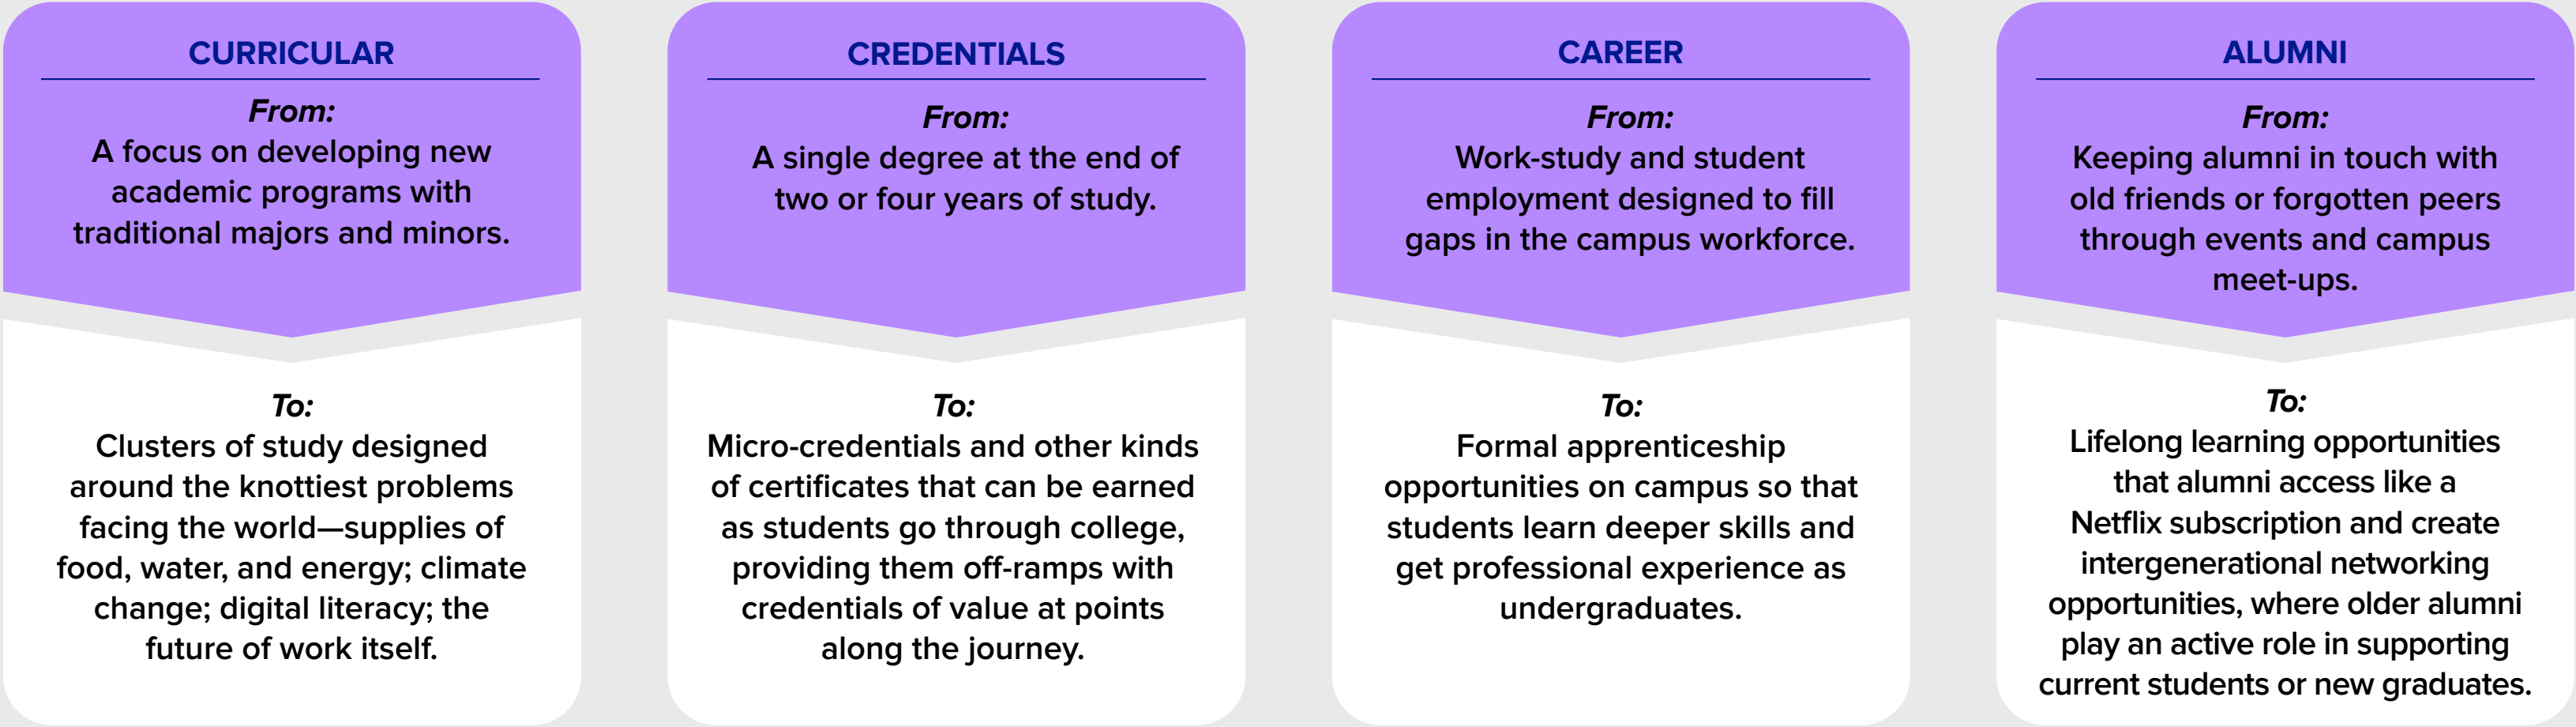 CURRICULAR
From:
A focus on developing new
academic programs with
traditional majors and minors.
To:
Clusters of study designed
around the knottiest problems
facing the world—supplies of
food, water, and energy; climate
change; digital literacy; the
future of work itself.
CREDENTIALS
From:
A single degree at the end of
two or four years of study.
To:
Micro-credentials and other kinds
of certificates that can be earned
as students go through college,
providing them off-ramps with
credentials of value at points
along the journey.
CAREER
From:
Work-study and student
employment designed to fill
gaps in the campus workforce.
To:
Formal apprenticeship
opportunities on campus so that
students learn deeper skills and
get professional experience as
undergraduates.
ALUMNI
From:
Keeping alumni in touch with
old friends or forgotten peers
through events and campus
meet-ups.
To:
Lifelong learning opportunities
that alumni access like a
Netflix subscription and create
intergenerational networking
opportunities, where older alumni
play an active role in supporting
current students or new graduates.